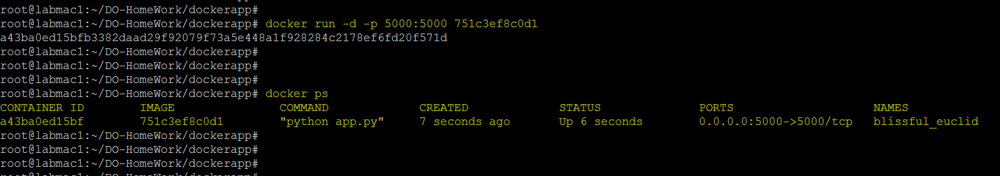 root@labmac1:~/DO-HomeWork/dockerapp#
root@labmac1:~/DO-HomeWork/dockerapp# docker run -d -p 5000:5000 751c3ef8c0d1
a43ba0ed15bfb3382daad29f92079f73a5e448a1f928284c2178ef6fd20f571d
root@labmac1:~/DO-HomeWork/dockerapp#
root@labmac1:~/DO-HomeWork/dockerapp#
root@labmac1:~/DO-HomeWork/dockerapp#
root@labmac1:~/DO-HomeWork/dockerapp# docker ps
CONTAINER ID        IMAGE               COMMAND             CREATED             STATUS              PORTS                    NAMES
a43ba0ed15bf        751c3ef8c0d1        "python app.py"     7 seconds ago       Up 6 seconds        0.0.0.0:5000->5000/tcp   blissful_euclid
root@labmac1:~/DO-HomeWork/dockerapp#
root@labmac1:~/DO-HomeWork/dockerapp#
root@labmac1:~/DO-HomeWork/dockerapp#